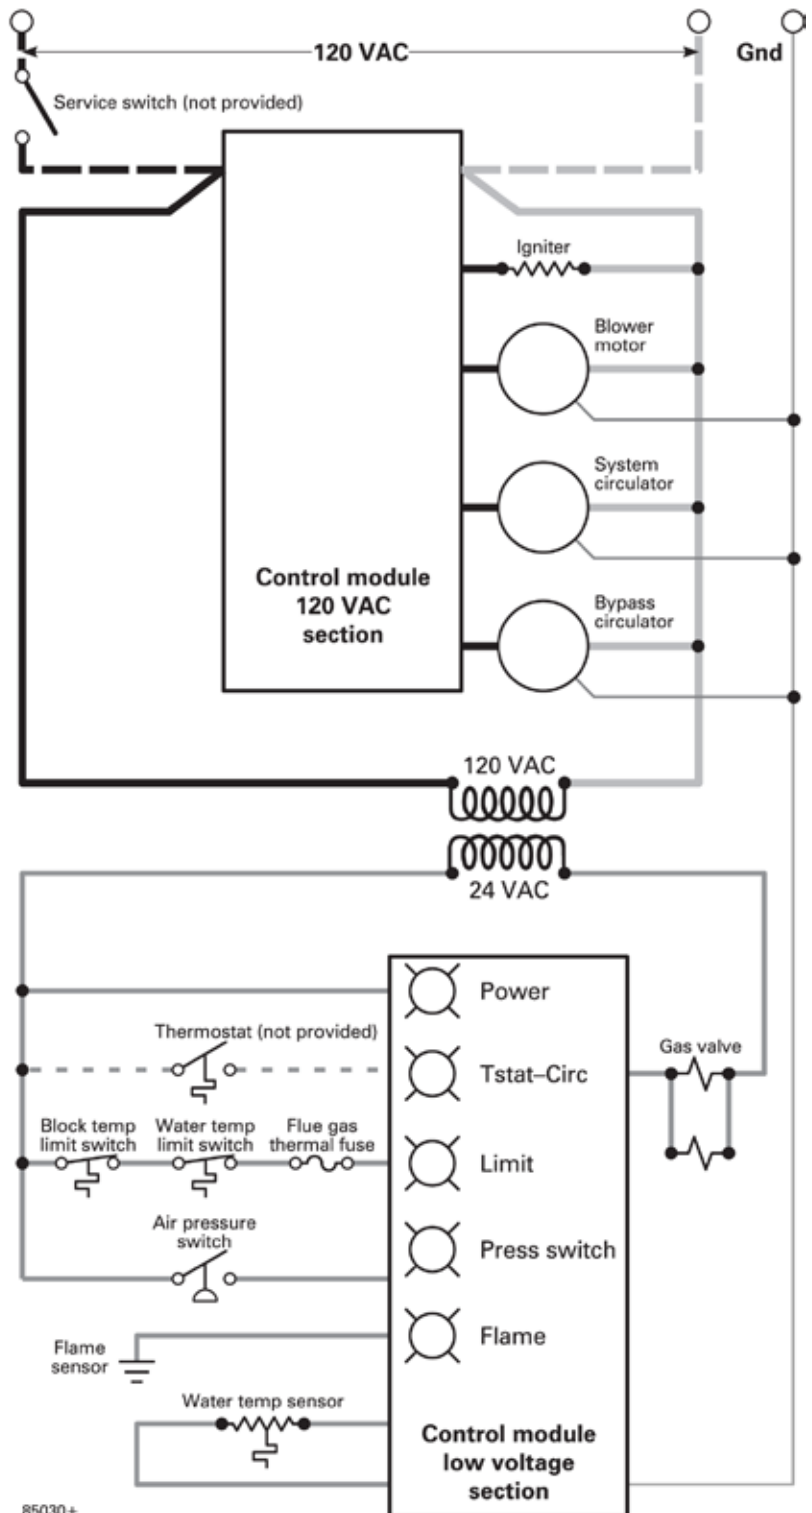 120 VAC
Gnd
Service switch (not provided)
Igniter
Blower
motor
System
circulator
Control module
120 VAC
section
Bypass
circulator
120 VAC
24 VAC
Power
Thermostat (not provided)
Tstat–Circ
Gas valve
Block temp
limit switch
Water temp
limit switch
Flue gas
thermal fuse
Limit
Air pressure
switch
Press switch
Flame
Flame
sensor
Water temp sensor
Control module
low voltage
section
85030+